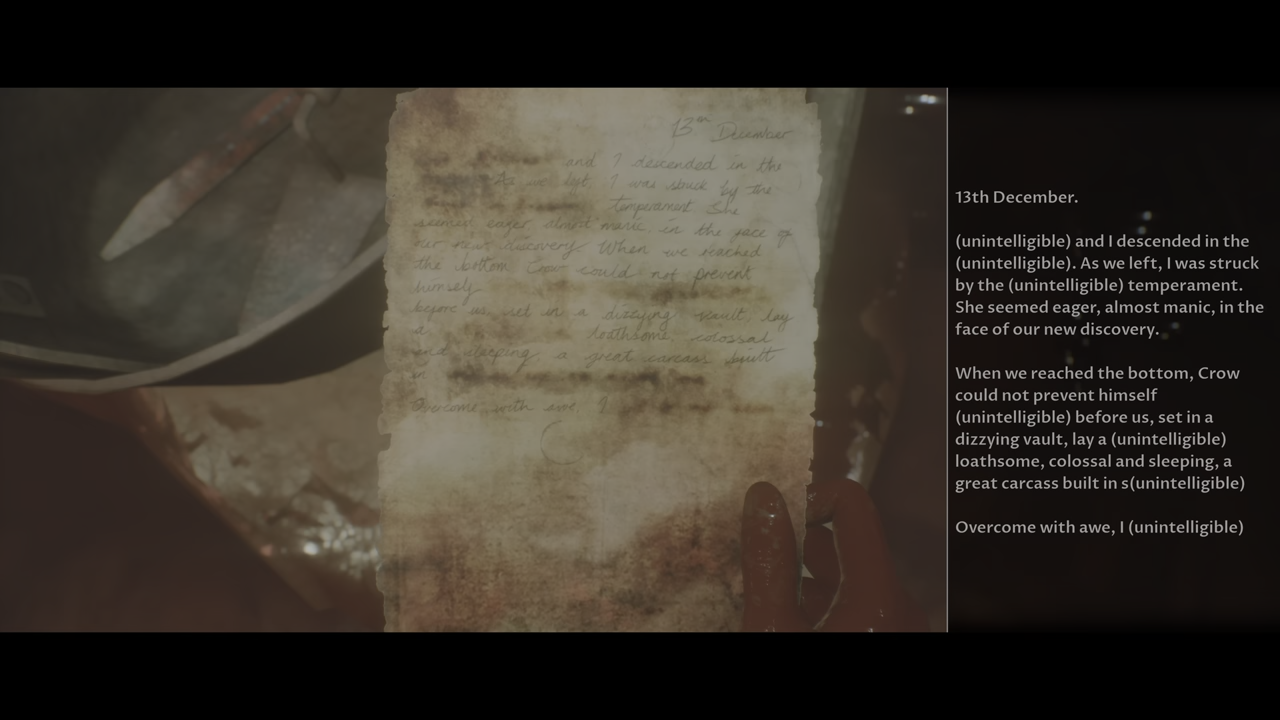 13th December
and I descended in the
As we left, I was struck by the
temperament. She
seemed eager, almost manic, in the face of
our new discovery. When we reached
the bottom Crow could not prevent
himself
before us, set in a dizzying vault, lay
a loathsome, colossal
and sleeping, a great carcass built
in
Overcome with awe, I
13th December.
(unintelligible) and I descended in the
(unintelligible). As we left, I was struck
by the (unintelligible) temperament.
She seemed eager, almost manic, in the
face of our new discovery.
When we reached the bottom, Crow
could not prevent himself
(unintelligible) before us, set in a
dizzying vault, lay a (unintelligible)
loathsome, colossal and sleeping, a
great carcass built in s(unintelligible)
Overcome with awe, I (unintelligible)